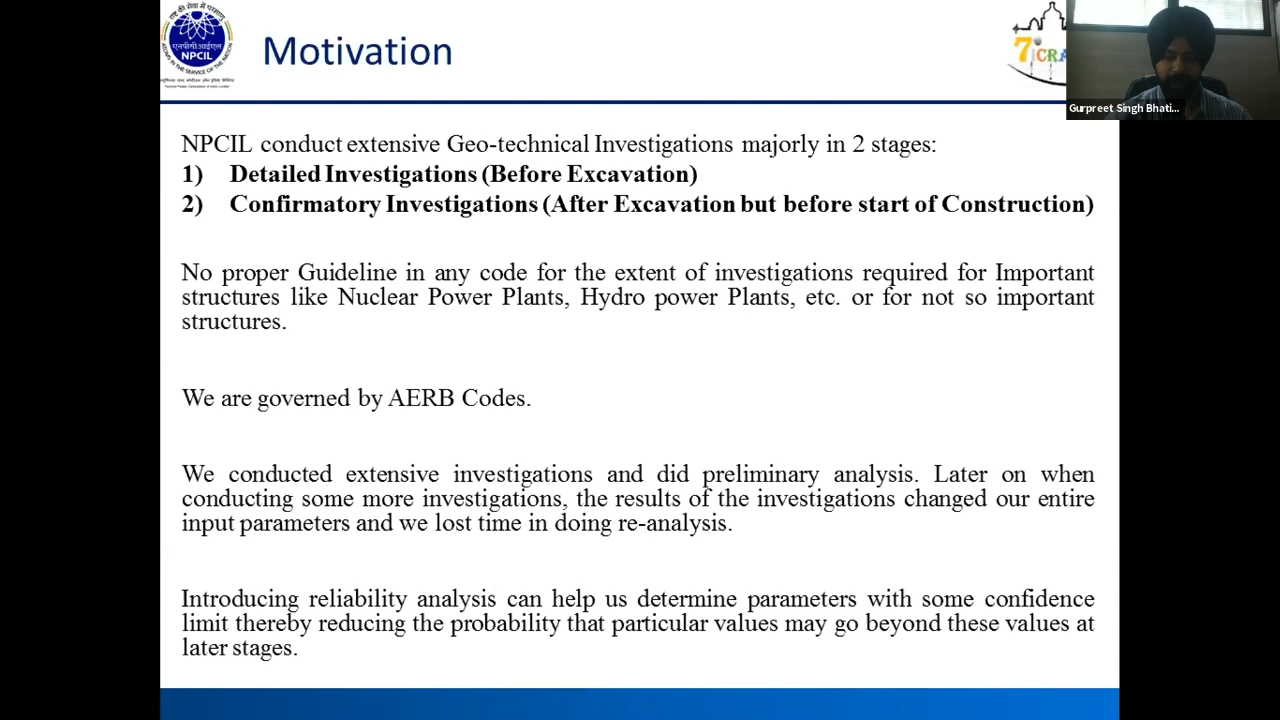 NPCIL
Motivation
7
CRA
Gurpreet Singh Bhati...
NPCIL conduct extensive Geo-technical Investigations majorly in 2 stages:
1) Detailed Investigations (Before Excavation)
2) Confirmatory Investigations (After Excavation but before start of Construction)
No proper Guideline in any code for the extent of investigations required for Important
structures like Nuclear Power Plants, Hydro power Plants, etc. or for not so important
structures.
We are governed by AERB Codes.
We conducted extensive investigations and did preliminary analysis. Later on when
conducting some more investigations, the results of the investigations changed our entire
input parameters and we lost time in doing re-analysis.
Introducing reliability analysis can help us determine parameters with some confidence
limit thereby reducing the probability that particular values may go beyond these values at
later stages.